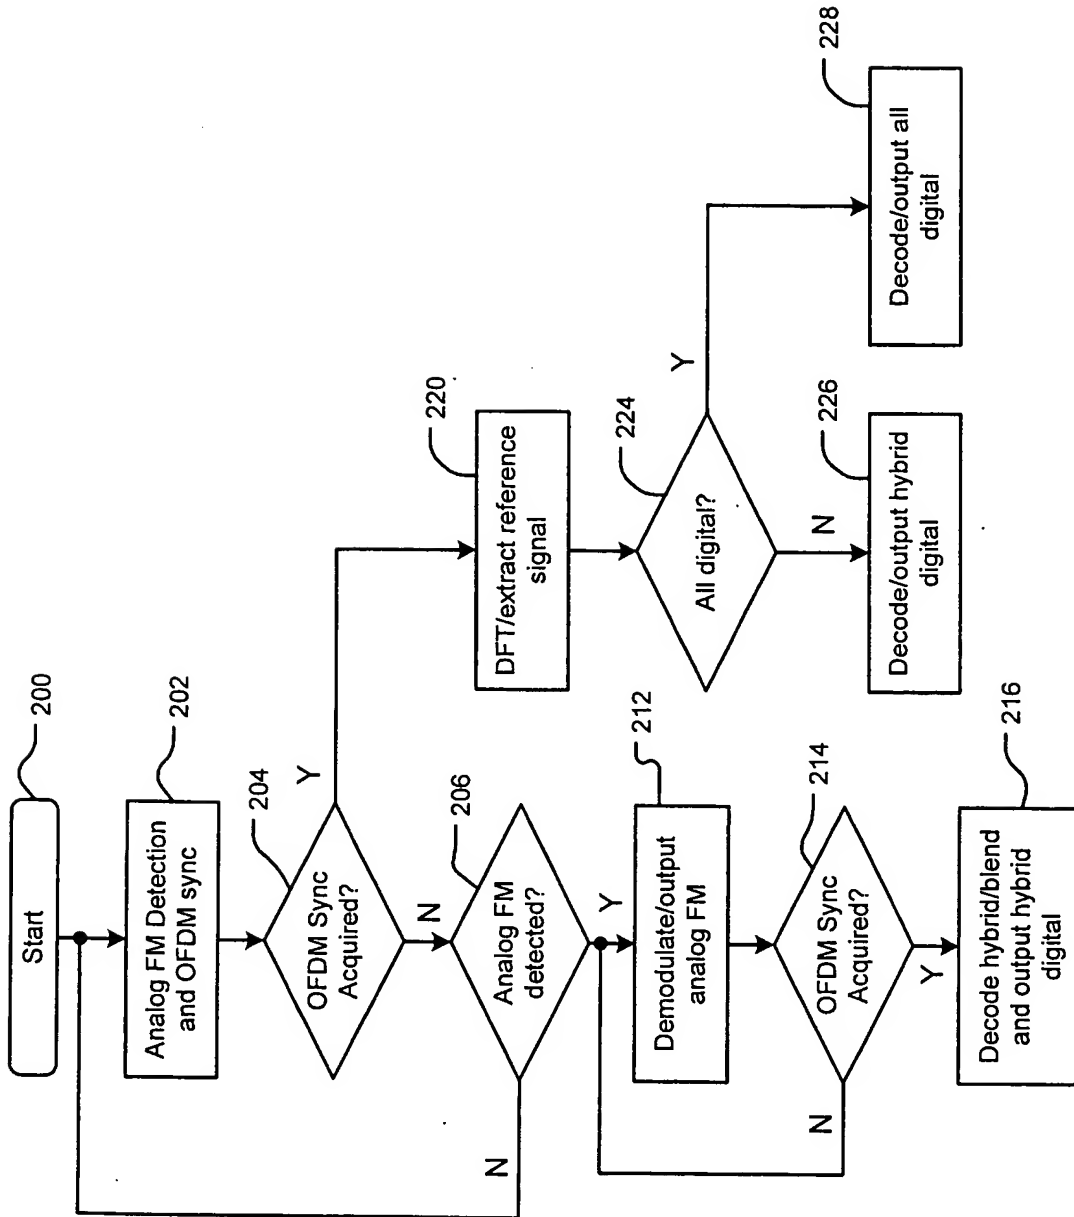 Start
200
Analog FM Detection
and OFDM sync
202
OFDM Sync
Acquired?
204
Y
N
Analog FM
detected?
206
N
Y
Demodulate/output
analog FM
212
OFDM Sync
Acquired?
214
N
Y
Decode hybrid/blend
and output hybrid
digital
216
DFT/extract reference
signal
220
All digital?
224
Y
N
Decode/output hybrid
digital
226
Decode/output all
digital
228